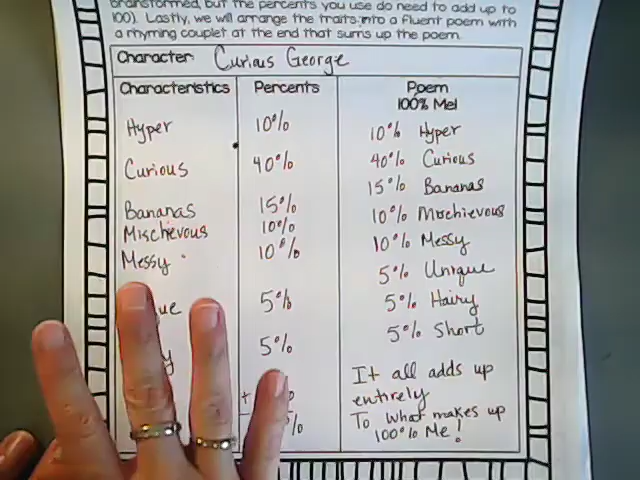 transformed, but the percents you use do need to add up to
100). Lastly, we will arrange the traits into a fluent poem with
a rhyming couplet at the end that sums up the poem.
Character: Curious George
Characteristics Percents Poem
100% Me!
Hyper 10% 10% Hyper
Curious 40% 40% Curious
15% Bananas
Bananas 15% 10% Mischievous
Mischievous 10%
Messy 10% 10% Messy
5% Unique
ue 5% 5% Hairy
5% Short
y 5%
It all adds up
entirely
+
To what makes up
% 100% Me!